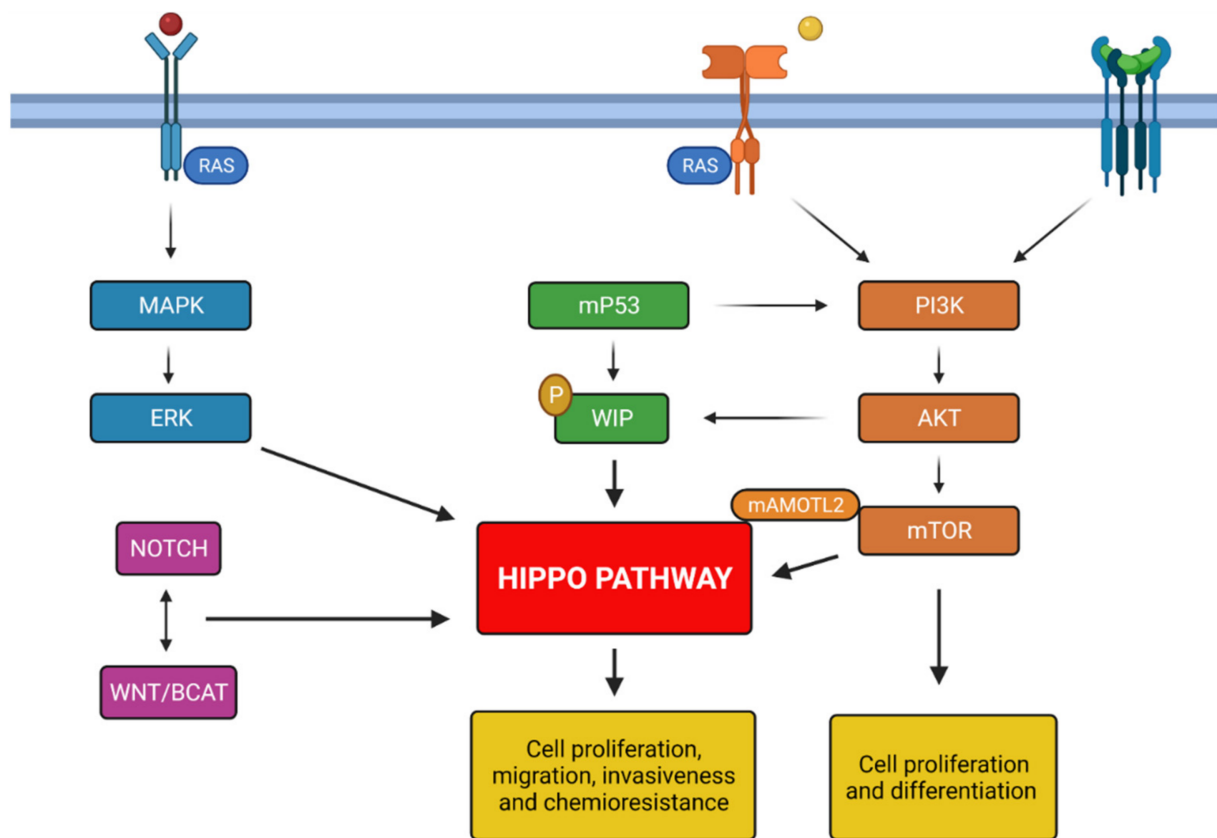 RAS
RAS
MAPK
mP53
PI3K
ERK
P
WIP
AKT
mAMOTL2
mTOR
NOTCH
HIPPO PATHWAY
WNT/BCAT
Cell proliferation,
migration, invasiveness
and chemioresistance
Cell proliferation
and differentiation